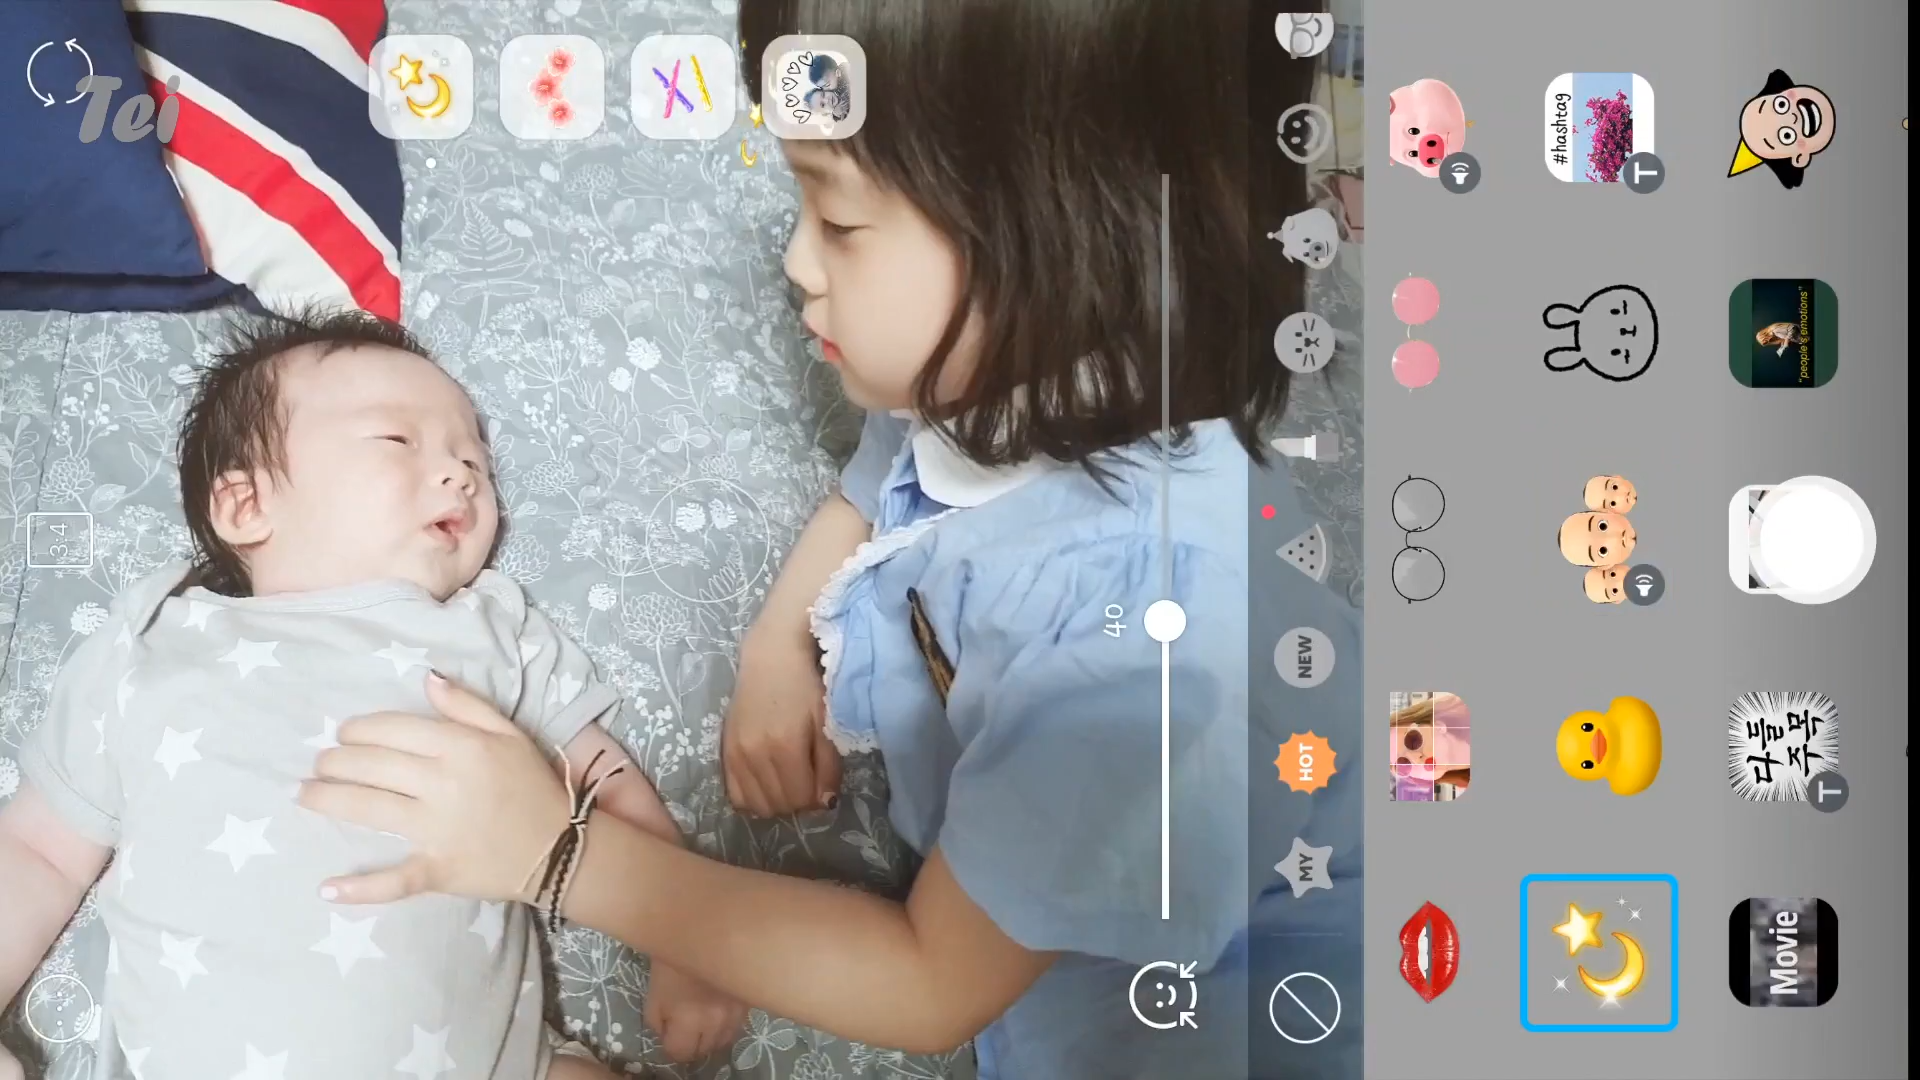 Tei
3:4
40
NEW
HOT
MY
#hashtag
T
"people's emotions"
다들
주목
T
Movie